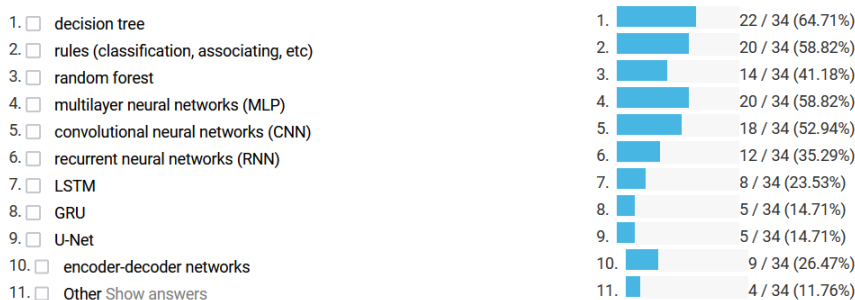 1. decision tree 1. 22 / 34 (64.71%)
2. rules (classification, associating, etc) 2. 20 / 34 (58.82%)
3. random forest 3. 14 / 34 (41.18%)
4. multilayer neural networks (MLP) 4. 20 / 34 (58.82%)
5. convolutional neural networks (CNN) 5. 18 / 34 (52.94%)
6. recurrent neural networks (RNN) 6. 12 / 34 (35.29%)
7. LSTM 7. 8 / 34 (23.53%)
8. GRU 8. 5 / 34 (14.71%)
9. U-Net 9. 5 / 34 (14.71%)
10. encoder-decoder networks 10. 9 / 34 (26.47%)
11. Other Show answers 11. 4 / 34 (11.76%)